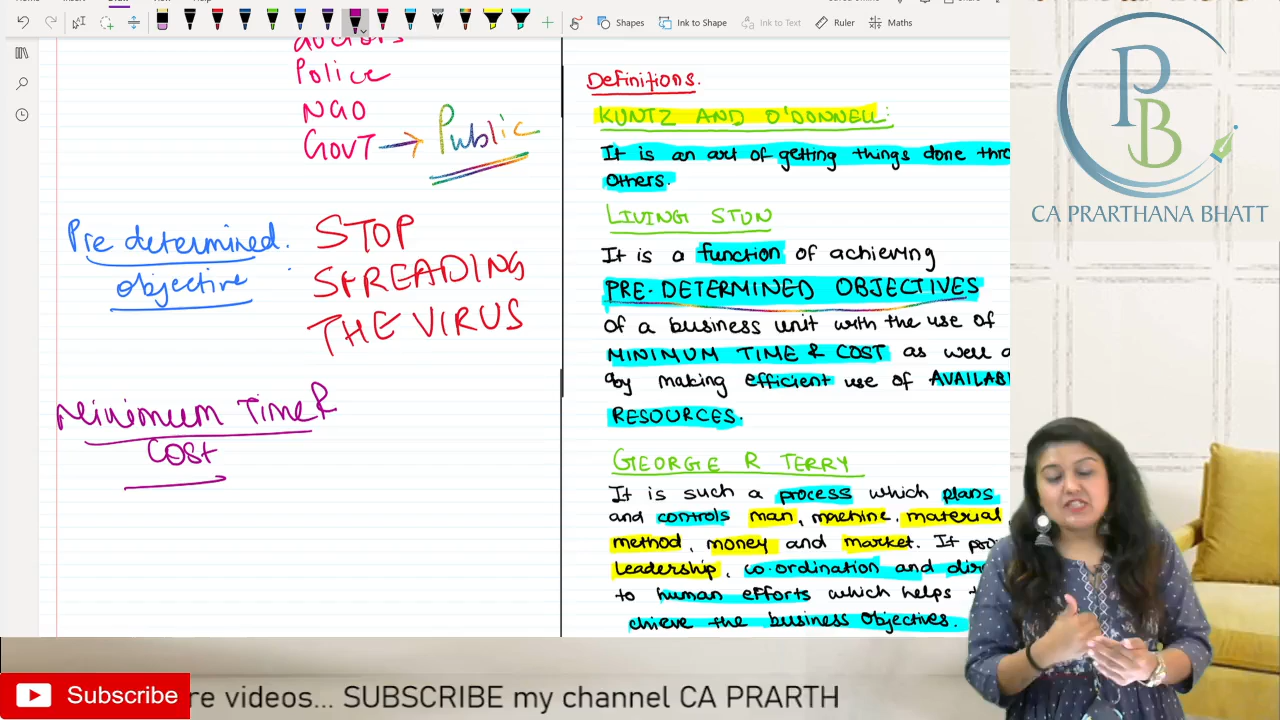 Shapes
Ink to Shape
Ink to Text
Ruler
Maths
Police
NGO
GOVT → Public
Pre determined
objective
STOP
SPREADING
THE VIRUS
Minimum Time &
Cost
Definitions.
KUNTZ AND O'DONNELL:
It is an art of getting things done thro
others.
LIVING STON
It is a function of achieving
PRE-DETERMINED OBJECTIVES
of a business unit with the use of
MINIMUM TIME & COST as well a
by making efficient use of AVAILAB
RESOURCES.
GEORGE R TERRY
It is such a process which plans
and controls man, machine, material
method, money and market. It pro
leadership, co-ordination and dire
to human efforts which helps t
chieve the business objectives.
PB
CA PRARTHANA BHATT
Subscribe
re videos... SUBSCRIBE my channel CA PRARTH